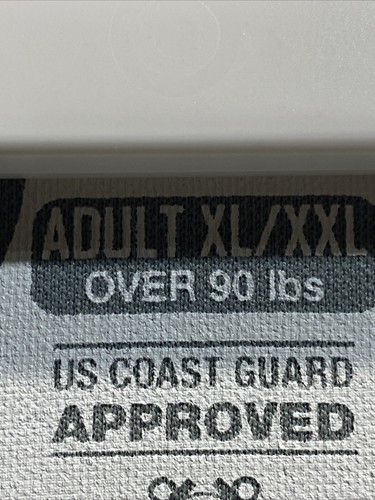 ADULT XL/XXL
OVER 90 lbs
US COAST GUARD
APPROVED